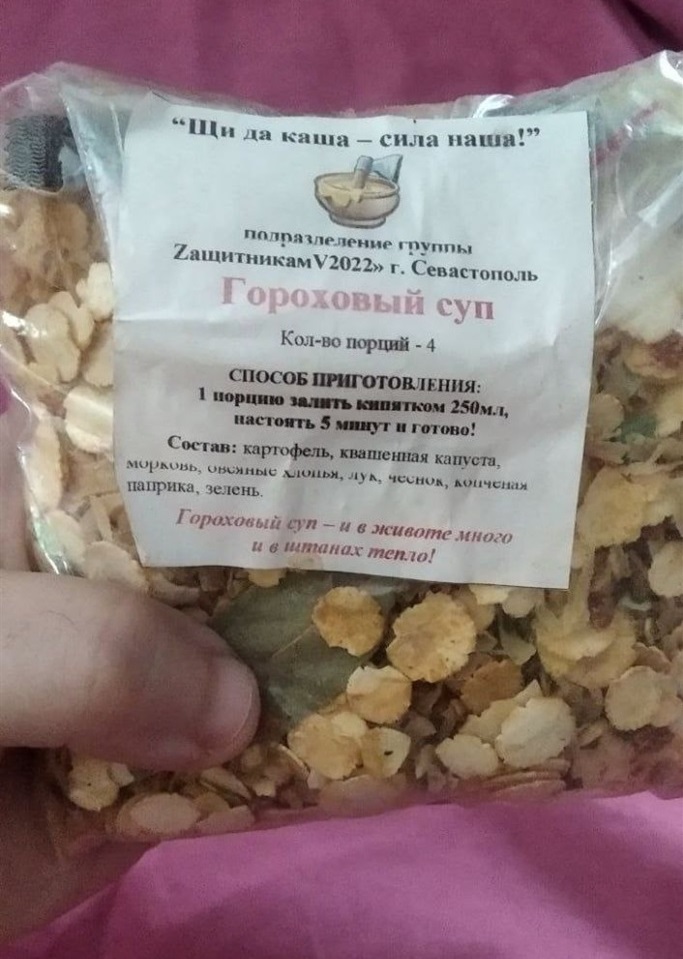 “Щи да каша – сила наша!”
подразделение группы
ZащитникамV2022» г. Севастополь
Гороховый суп
Кол-во порций - 4
СПОСОБ ПРИГОТОВЛЕНИЯ:
1 порцию залить кипятком 250мл,
настоять 5 минут и готово!
Состав: картофель, квашенная капуста,
морковь, овсяные хлопья, лук, чеснок, копченая
паприка, зелень.
Гороховый суп – и в животе много
и в штанах тепло!